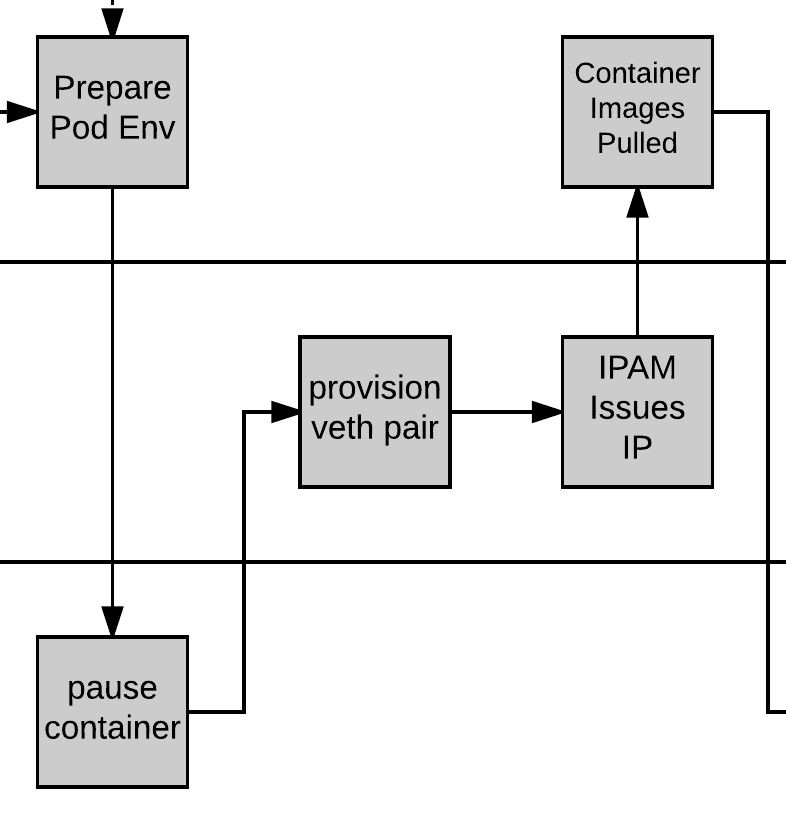 Prepare
Pod Env
Container
Images
Pulled
provision
veth pair
IPAM
Issues
IP
pause
container